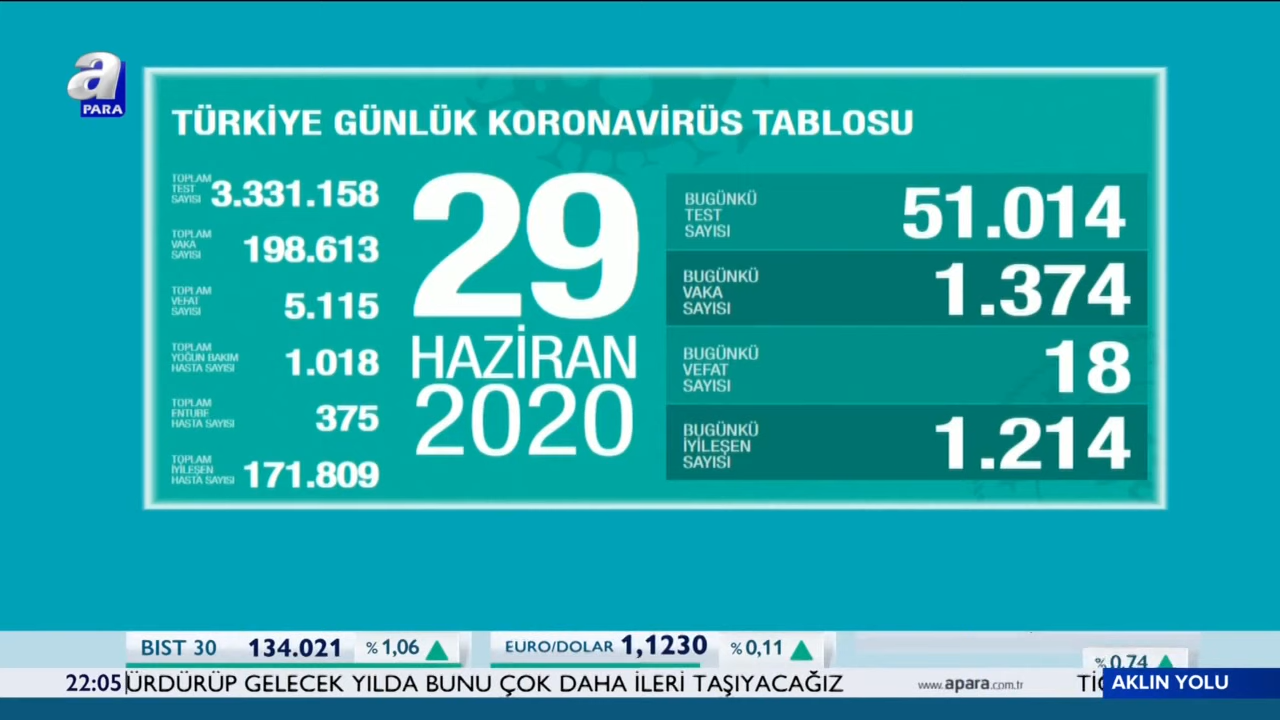 a
PARA
TÜRKİYE GÜNLÜK KORONAVİRÜS TABLOSU
TOPLAM
TEST
SAYISI
3.331.158
TOPLAM
VAKA
SAYISI
198.613
TOPLAM
VEFAT
SAYISI
5.115
TOPLAM
YOĞUN BAKIM
HASTA SAYISI
1.018
TOPLAM
ENTUBE
HASTA SAYISI
375
TOPLAM
İYİLEŞEN
HASTA SAYISI
171.809
29
HAZİRAN
2020
BUGÜNKÜ
TEST
SAYISI
51.014
BUGÜNKÜ
VAKA
SAYISI
1.374
BUGÜNKÜ
VEFAT
SAYISI
18
BUGÜNKÜ
İYİLEŞEN
SAYISI
1.214
BIST 30 134.021 %1,06
EURO/DOLAR 1,1230 %0,11
%0,74
22:05 ÜRDÜRÜP GELECEK YILDA BUNU ÇOK DAHA İLERİ TAŞIYACAĞIZ www.apara.com.tr
AKLIN YOLU